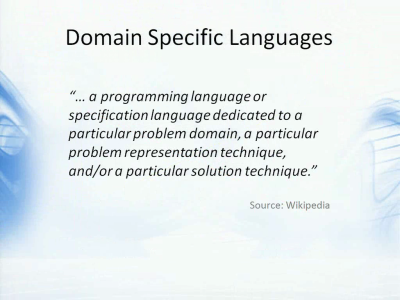 Domain Specific Languages
“... a programming language or
specification language dedicated to a
particular problem domain, a particular
problem representation technique,
and/or a particular solution technique.”
Source: Wikipedia